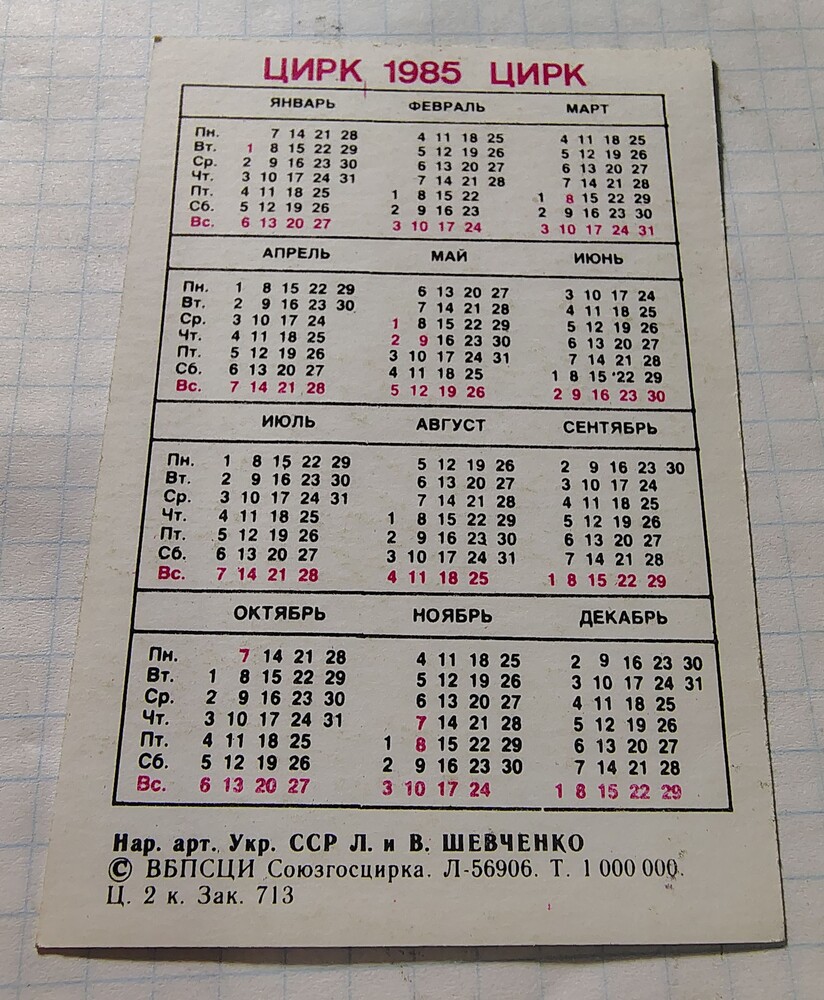 ЦИРК 1985 ЦИРК
ЯНВАРЬ ФЕВРАЛЬ МАРТ
Пн. 7 14 21 28 4 11 18 25 4 11 18 25
Вт. 1 8 15 22 29 5 12 19 26 5 12 19 26
Ср. 2 9 16 23 30 6 13 20 27 6 13 20 27
Чт. 3 10 17 24 31 7 14 21 28 7 14 21 28
Пт. 4 11 18 25 1 8 15 22 1 8 15 22 29
Сб. 5 12 19 26 2 9 16 23 2 9 16 23 30
Вс. 6 13 20 27 3 10 17 24 3 10 17 24 31
АПРЕЛЬ МАЙ ИЮНЬ
Пн. 1 8 15 22 29 6 13 20 27 3 10 17 24
Вт. 2 9 16 23 30 7 14 21 28 4 11 18 25
Ср. 3 10 17 24 1 8 15 22 29 5 12 19 26
Чт. 4 11 18 25 2 9 16 23 30 6 13 20 27
Пт. 5 12 19 26 3 10 17 24 31 7 14 21 28
Сб. 6 13 20 27 4 11 18 25 1 8 15 22 29
Вс. 7 14 21 28 5 12 19 26 2 9 16 23 30
ИЮЛЬ АВГУСТ СЕНТЯБРЬ
Пн. 1 8 15 22 29 5 12 19 26 2 9 16 23 30
Вт. 2 9 16 23 30 6 13 20 27 3 10 17 24
Ср. 3 10 17 24 31 7 14 21 28 4 11 18 25
Чт. 4 11 18 25 1 8 15 22 29 5 12 19 26
Пт. 5 12 19 26 2 9 16 23 30 6 13 20 27
Сб. 6 13 20 27 3 10 17 24 31 7 14 21 28
Вс. 7 14 21 28 4 11 18 25 1 8 15 22 29
ОКТЯБРЬ НОЯБРЬ ДЕКАБРЬ
Пн. 7 14 21 28 4 11 18 25 2 9 16 23 30
Вт. 1 8 15 22 29 5 12 19 26 3 10 17 24 31
Ср. 2 9 16 23 30 6 13 20 27 4 11 18 25
Чт. 3 10 17 24 31 7 14 21 28 5 12 19 26
Пт. 4 11 18 25 1 8 15 22 29 6 13 20 27
Сб. 5 12 19 26 2 9 16 23 30 7 14 21 28
Вс. 6 13 20 27 3 10 17 24 1 8 15 22 29
Нар. арт. Укр. ССР Л. и В. ШЕВЧЕНКО
© ВБПСЦИ Союзгосцирка. Л-56906. Т. 1 000 000.
Ц. 2 к. Зак. 713